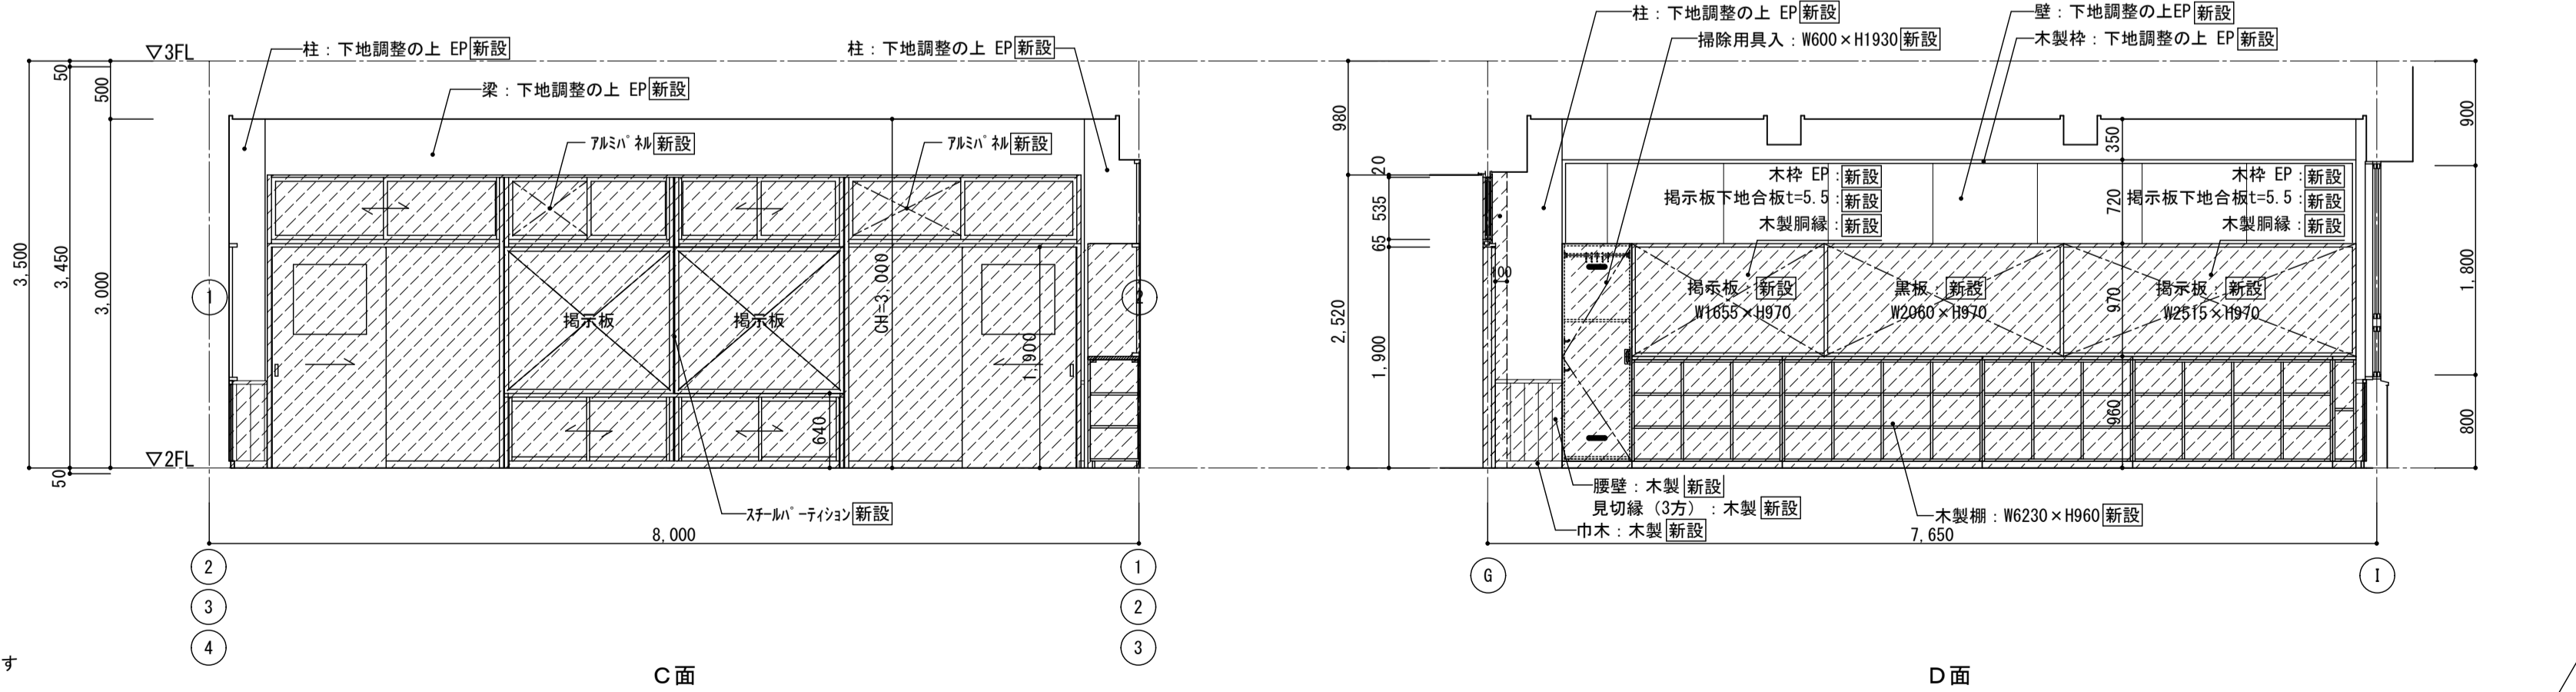 ▽3FL
柱：下地調整の上 EP 新設
柱：下地調整の上 EP 新設
梁：下地調整の上 EP 新設
アルミパネル 新設
アルミパネル 新設
50
500
3,500
3,450
3,000
1
2
掲示板
掲示板
CH=3,000
1,900
640
▽2FL
50
スチールパーティション 新設
8,000
2
3
4
1
2
3
す
C面
柱：下地調整の上 EP 新設
掃除用具入：W600×H1930 新設
壁：下地調整の上EP 新設
木製枠：下地調整の上 EP 新設
980
20
535
65
2,520
1,900
100
350
720
970
960
900
1,800
800
木枠 EP：新設
掲示板下地合板t=5.5：新設
木製胴縁：新設
木枠 EP：新設
掲示板下地合板t=5.5：新設
木製胴縁：新設
掲示板：新設
W1655×H970
黒板：新設
W2060×H970
掲示板：新設
W2515×H970
腰壁：木製 新設
見切縁（3方）：木製 新設
巾木：木製 新設
木製棚：W6230×H960 新設
7,650
G
I
D面